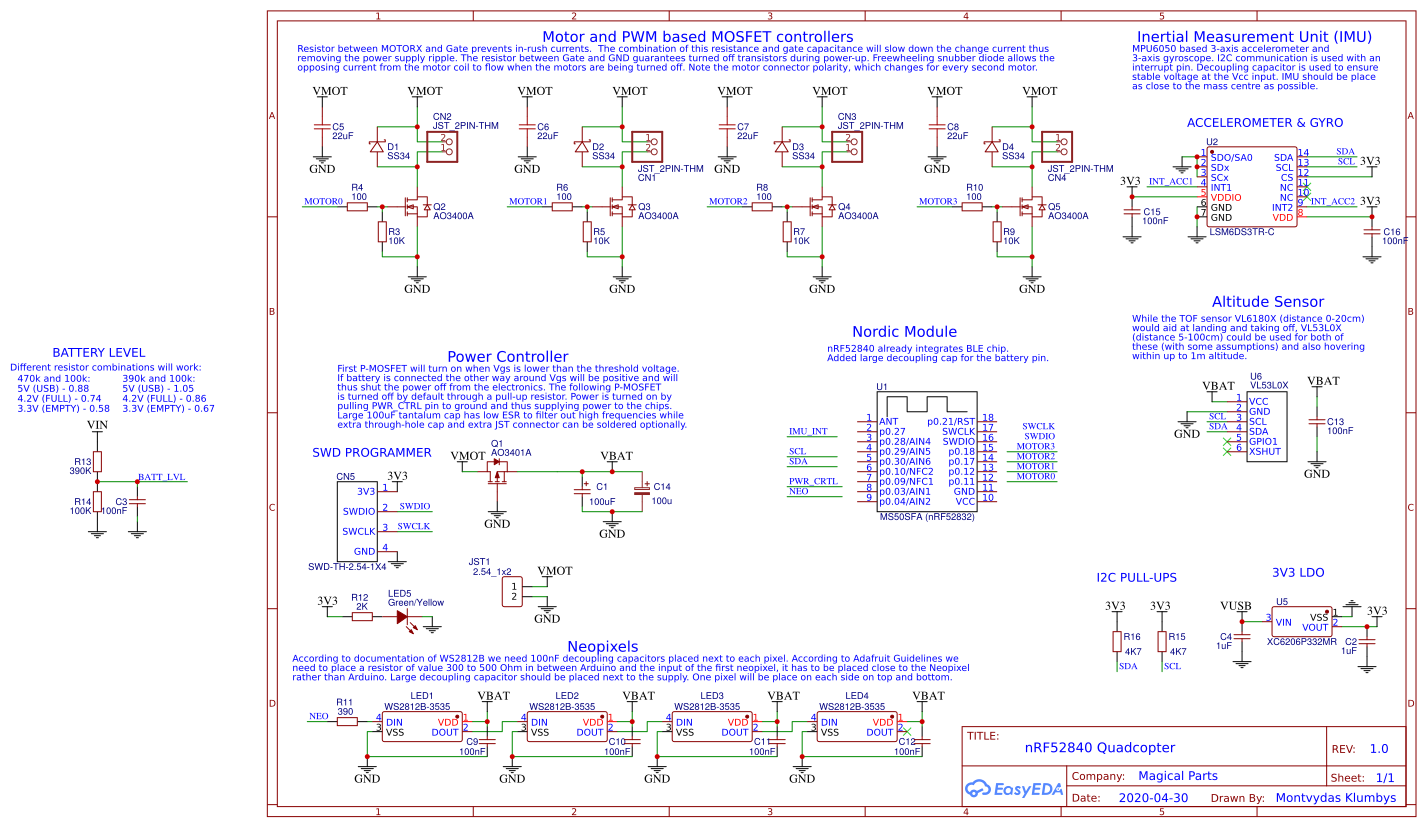 1 2 3 4 5
A
B
C
D
Motor and PWM based MOSFET controllers
Resistor between MOTORX and Gate prevents in-rush currents. The combination of this resistance and gate capacitance will slow down the change current thus
removing the power supply ripple. The resistor between Gate and GND guarantees turned off transistors during power-up. Freewheeling snubber diode allows the
opposing current from the motor coil to flow when the motors are being turned off. Note the motor connector polarity, which changes for every second motor.
VMOT
C5
22uF
GND
VMOT
D1
SS34
CN2
JST_2PIN-THM
2
1
MOTOR0
R4
100
R3
10K
Q2
AO3400A
GND
VMOT
C6
22uF
GND
VMOT
D2
SS34
1
2
JST_2PIN-THM
CN1
MOTOR1
R6
100
R5
10K
Q3
AO3400A
GND
VMOT
C7
22uF
GND
VMOT
D3
SS34
CN3
JST_2PIN-THM
2
1
MOTOR2
R8
100
R7
10K
Q4
AO3400A
GND
VMOT
C8
22uF
GND
VMOT
D4
SS34
1
2
JST_2PIN-THM
CN4
MOTOR3
R10
100
R9
10K
Q5
AO3400A
GND
Inertial Measurement Unit (IMU)
MPU6050 based 3-axis accelerometer and
3-axis gyroscope. I2C communication is used with an
interrupt pin. Decoupling capacitor is used to ensure
stable voltage at the Vcc input. IMU should be place
as close to the mass centre as possible.
ACCELEROMETER & GYRO
U2
1 SDO/SA0 SDA 14 SDA
2 SDx SCL 13 SCL
3 SCx CS 12 3V3
INT_ACC1 4 INT1 NC 11
3V3 5 VDDIO NC 10
6 GND INT2 9 INT_ACC2
7 GND VDD 8 3V3
LSM6DS3TR-C
C15
100nF
C16
100nF
Altitude Sensor
While the TOF sensor VL6180X (distance 0-20cm)
would aid at landing and taking off, VL53L0X
(distance 5-100cm) could be used for both of
these (with some assumptions) and also hovering
within up to 1m altitude.
U6
VL53L0X
VBAT
1 VCC
2 GND
SCL 3 SCL
SDA 4 SDA
5 GPIO1
6 XSHUT
GND
VBAT
C13
100nF
GND
Nordic Module
nRF52840 already integrates BLE chip.
Added large decoupling cap for the battery pin.
U1
1 ANT p0.21/RST 18
2 p0.27 SWCLK 17 SWCLK
IMU_INT 3 p0.28/AIN4 SWDIO 16 SWDIO
4 p0.29/AIN5 p0.18 15 MOTOR3
SCL 5 p0.30/AIN6 p0.17 14 MOTOR2
SDA 6 p0.10/NFC2 p0.12 13 MOTOR1
7 p0.09/NFC1 p0.11 12 MOTOR0
PWR_CRTL 8 p0.03/AIN1 GND 11
NEO 9 p0.04/AIN2 VCC 10
MS50SFA (nRF52832)
BATTERY LEVEL
Different resistor combinations will work:
470k and 100k: 390k and 100k:
5V (USB) - 0.88 5V (USB) - 1.05
4.2V (FULL) - 0.74 4.2V (FULL) - 0.86
3.3V (EMPTY) - 0.58 3.3V (EMPTY) - 0.67
VIN
R13
390K
BATT_LVL
R14
100K
C3
100nF
Power Controller
First P-MOSFET will turn on when Vgs is lower than the threshold voltage.
If battery is connected the other way around Vgs will be positive and will
thus shut the power off from the electronics. The following P-MOSFET
is turned off by default through a pull-up resistor. Power is turned on by
pulling PWR_CTRL pin to ground and thus supplying power to the chips.
Large 100uF tantalum cap has low ESR to filter out high frequencies while
extra through-hole cap and extra JST connector can be soldered optionally.
SWD PROGRAMMER
CN5
3V3 1 3V3
SWDIO 2 SWDIO
SWCLK 3 SWCLK
GND 4
SWD-TH-2.54-1X4
VMOT
Q1
AO3401A
GND
VBAT
C1
100uF
C14
100u
GND
JST1
2.54_1x2
1
2
VMOT
GND
3V3
R12
2K
LED5
Green/Yellow
I2C PULL-UPS
3V3
R16
4K7
SDA
3V3
R15
4K7
SCL
3V3 LDO
VUSB
U5
3 VIN
VSS 1
VOUT 2
XC6206P332MR
C4
1uF
3V3
C2
1uF
Neopixels
According to documentation of WS2812B we need 100nF decoupling capacitors placed next to each pixel. According to Adafruit Guidelines we
need to place a resistor of value 300 to 500 Ohm in between Arduino and the input of the first neopixel, it has to be placed close to the Neopixel
rather than Arduino. Large decoupling capacitor should be placed next to the supply. One pixel will be place on each side on top and bottom.
NEO
R11
390
LED1
WS2812B-3535
4 DIN VDD 1
3 VSS DOUT 2
VBAT
C9
100nF
GND
LED2
WS2812B-3535
4 DIN VDD 1
3 VSS DOUT 2
VBAT
C10
100nF
GND
LED3
WS2812B-3535
4 DIN VDD 1
3 VSS DOUT 2
VBAT
C11
100nF
GND
LED4
WS2812B-3535
4 DIN VDD 1
3 VSS DOUT 2
VBAT
C12
100nF
GND
TITLE:
nRF52840 Quadcopter
REV: 1.0
EasyEDA
Company: Magical Parts
Sheet: 1/1
Date: 2020-04-30 Drawn By: Montvydas Klumbys
A
B
C
D
1 2 3 4 5